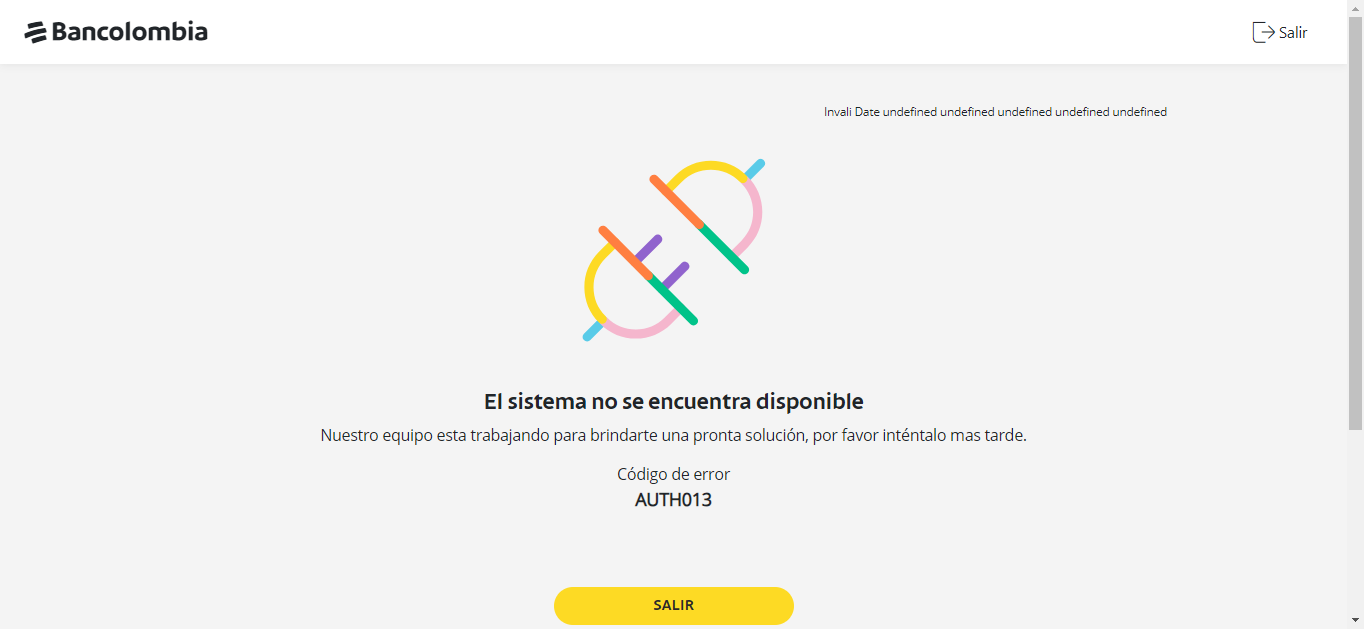 Bancolombia
Salir
Invali Date undefined undefined undefined undefined undefined
El sistema no se encuentra disponible
Nuestro equipo esta trabajando para brindarte una pronta solución, por favor inténtalo mas tarde.
Código de error
AUTH013
SALIR